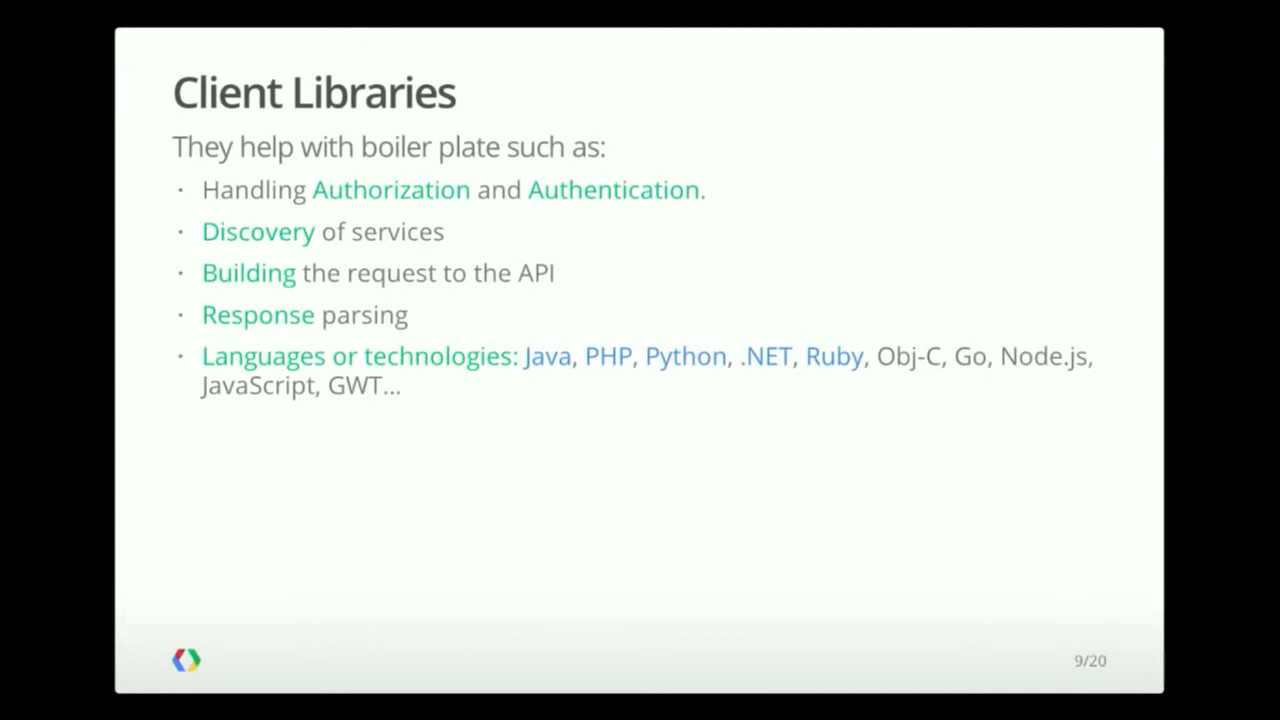 Client Libraries
They help with boiler plate such as:
· Handling Authorization and Authentication.
· Discovery of services
· Building the request to the API
· Response parsing
· Languages or technologies: Java, PHP, Python, .NET, Ruby, Obj-C, Go, Node.js,
JavaScript, GWT...
9/20